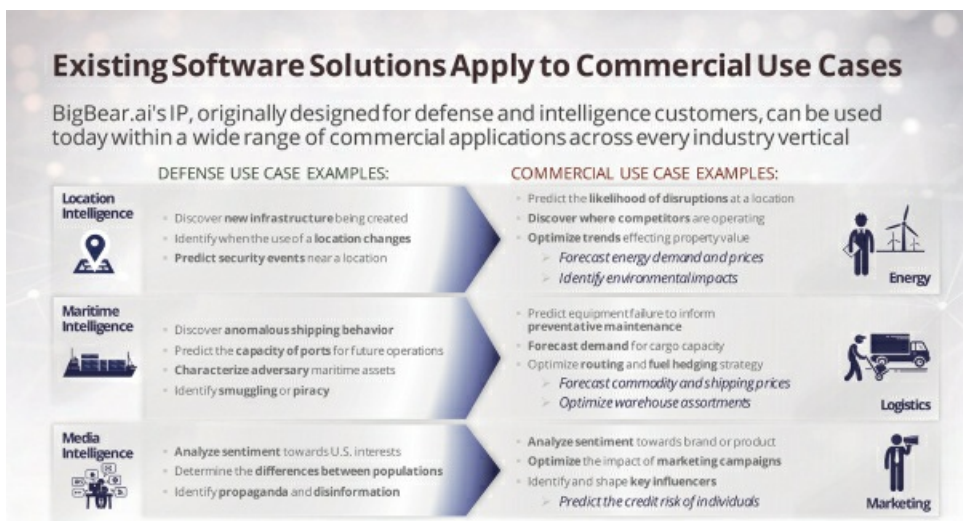 Existing Software Solutions Apply to Commercial Use Cases
BigBear.ai's IP, originally designed for defense and intelligence customers, can be used
today within a wide range of commercial applications across every industry vertical
DEFENSE USE CASE EXAMPLES:
COMMERCIAL USE CASE EXAMPLES:
Location
Intelligence
Discover new infrastructure being created
Identify when the use of a location changes
Predict security events near a location
Predict the likelihood of disruptions at a location
Discover where competitors are operating
Optimize trends effecting property value
Forecast energy demand and prices
Identify environmental impacts
Energy
Maritime
Intelligence
Discover anomalous shipping behavior
Predict the capacity of ports for future operations
Characterize adversary maritime assets
Identify smuggling or piracy
Predict equipment failure to inform
preventative maintenance
Forecast demand for cargo capacity
Optimize routing and fuel hedging strategy
Forecast commodity and shipping prices
Optimize warehouse assortments
Logistics
Media
Intelligence
Analyze sentiment towards U.S. interests
Determine the differences between populations
Identify propaganda and disinformation
Analyze sentiment towards brand or product
Optimize the impact of marketing campaigns
Identify and shape key influencers
Predict the credit risk of individuals
Marketing